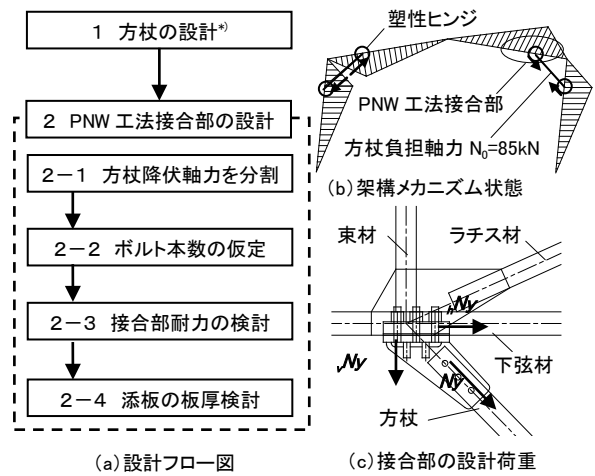 1 方杖の設計*)
2 PNW 工法接合部の設計
2-1 方杖降伏軸力を分割
2-2 ボルト本数の仮定
2-3 接合部耐力の検討
2-4 添板の板厚検討
(a)設計フロー図
塑性ヒンジ
PNW 工法接合部
方杖負担軸力 N₀=85kN
(b)架構メカニズム状態
束材
ラチス材
hNy
下弦材
vNy
Ny
方杖
(c)接合部の設計荷重